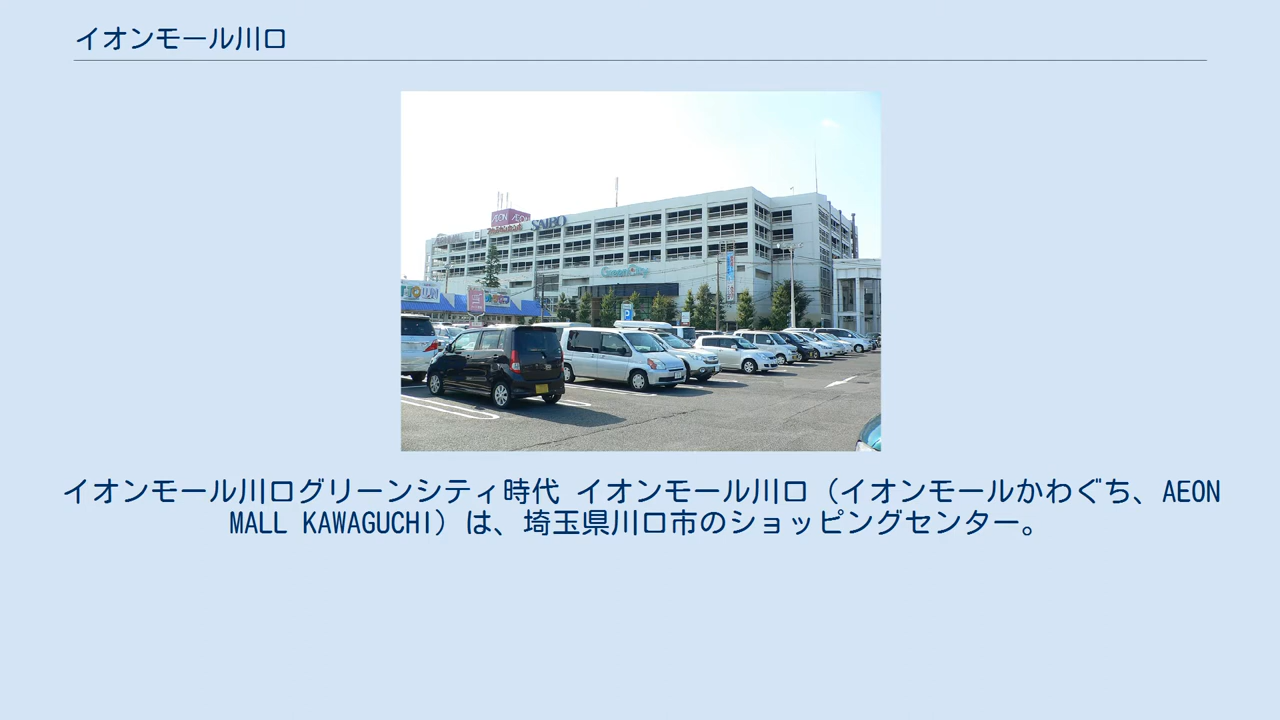 イオンモール川口
AEON AEON
SAIBO
GreenCity
P
イオンモール川口グリーンシティ時代 イオンモール川口（イオンモールかわぐち、AEON
MALL KAWAGUCHI）は、埼玉県川口市のショッピングセンター。